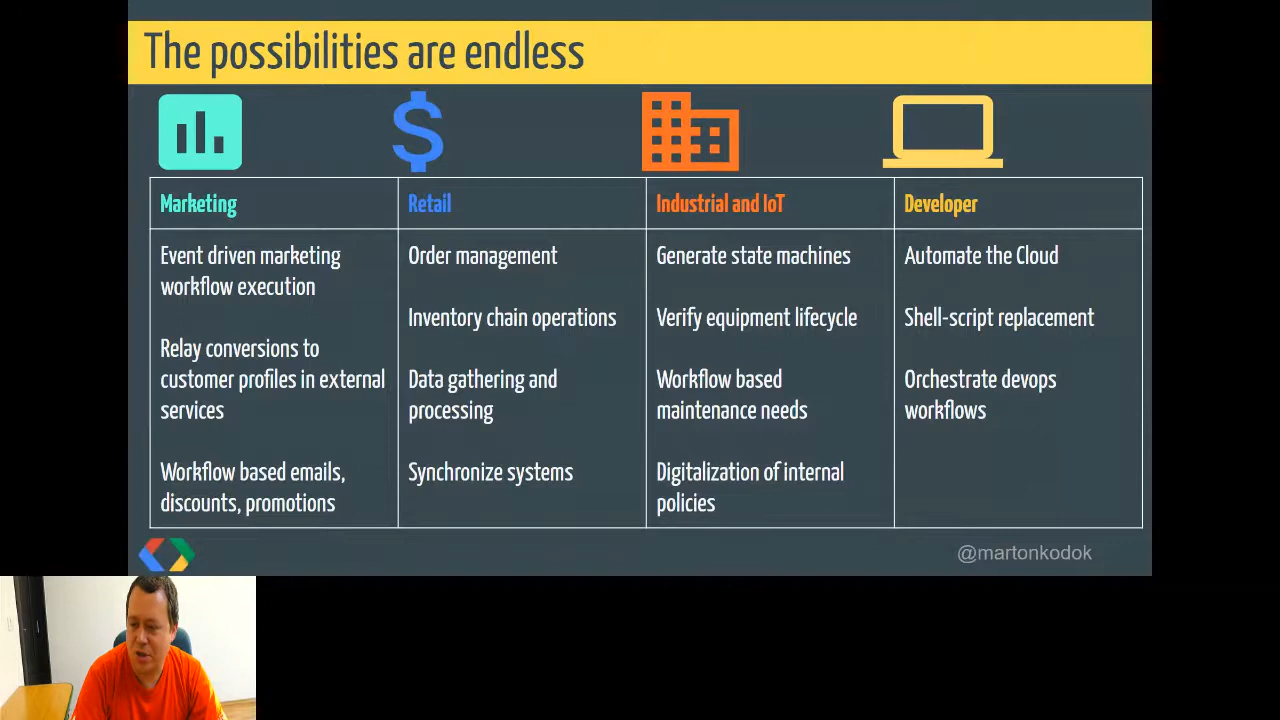 The possibilities are endless
Marketing
Retail
Industrial and IoT
Developer
Event driven marketing
workflow execution
Relay conversions to
customer profiles in external
services
Workflow based emails,
discounts, promotions
Order management
Inventory chain operations
Data gathering and
processing
Synchronize systems
Generate state machines
Verify equipment lifecycle
Workflow based
maintenance needs
Digitalization of internal
policies
Automate the Cloud
Shell-script replacement
Orchestrate devops
workflows
@martonkodok